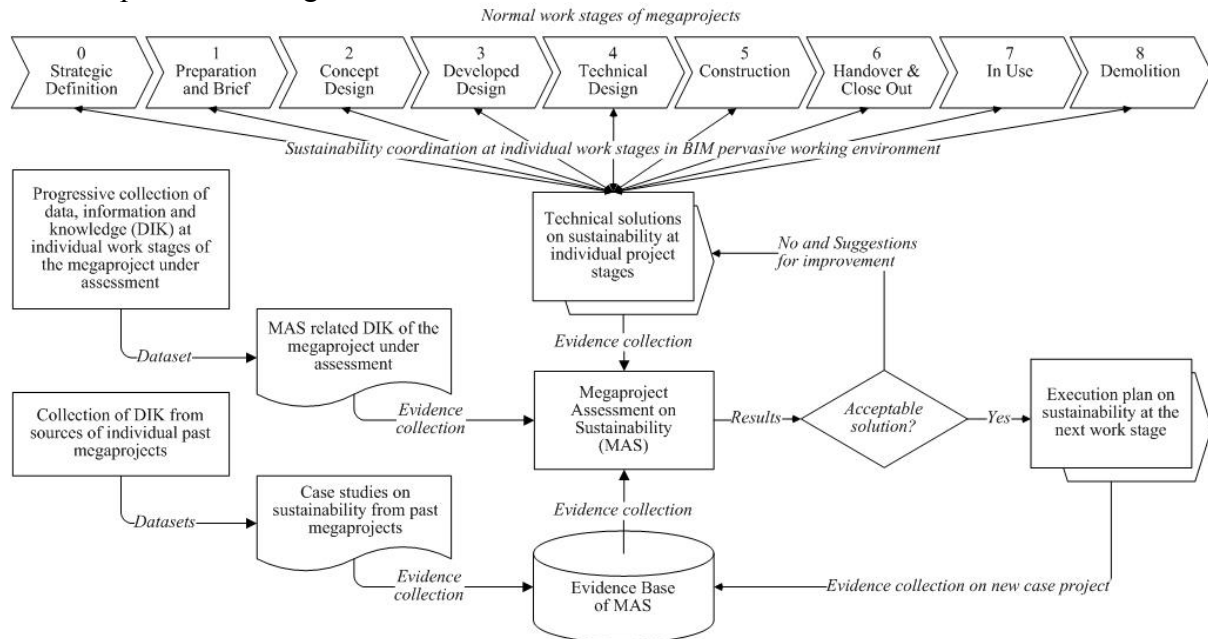 Normal work stages of megaprojects
0
Strategic
Definition
1
Preparation
and Brief
2
Concept
Design
3
Developed
Design
4
Technical
Design
5
Construction
6
Handover &
Close Out
7
In Use
8
Demolition
Sustainability coordination at individual work stages in BIM pervasive working environment
Progressive collection of
data, information and
knowledge (DIK) at
individual work stages of
the megaproject under
assessment
Technical solutions
on sustainability at
individual project
stages
No and Suggestions
for improvement
Dataset
MAS related DIK of the
megaproject under
assessment
Evidence
collection
Evidence collection
Megaproject
Assessment on
Sustainability
(MAS)
Results
Acceptable
solution?
Yes
Execution plan on
sustainability at the
next work stage
Collection of DIK from
sources of individual past
megaprojects
Datasets
Case studies on
sustainability from past
megaprojects
Evidence
collection
Evidence collection
Evidence Base
of MAS
Evidence collection on new case project